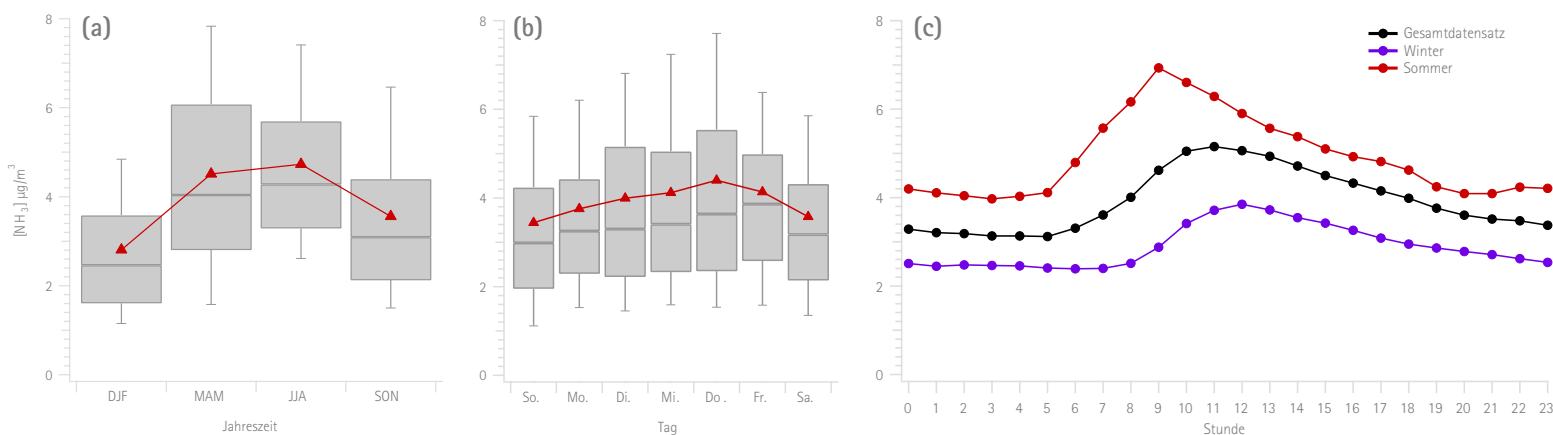 (a)
8
6
4
2
0
[NH₃] µg/m³
DJF MAM JJA SON
Jahreszeit
(b)
8
6
4
2
0
So. Mo. Di. Mi. Do. Fr. Sa.
Tag
(c)
8
6
4
2
0
Gesamtdatensatz
Winter
Sommer
0 1 2 3 4 5 6 7 8 9 10 11 12 13 14 15 16 17 18 19 20 21 22 23
Stunde